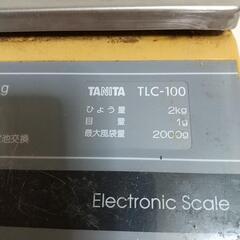 g
TANITA TLC-100
ひょう量 2kg
目量 1g
最大風袋量 2000g
電池交換
Electronic Scale